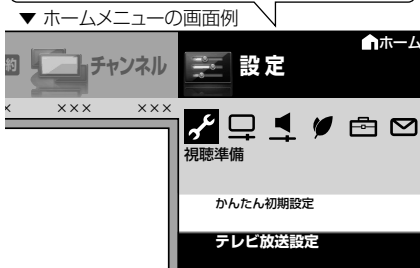 ▼ ホームメニューの画面例
ホーム
約
チャンネル
設定
× ××× ×××
視聴準備
かんたん初期設定
テレビ放送設定